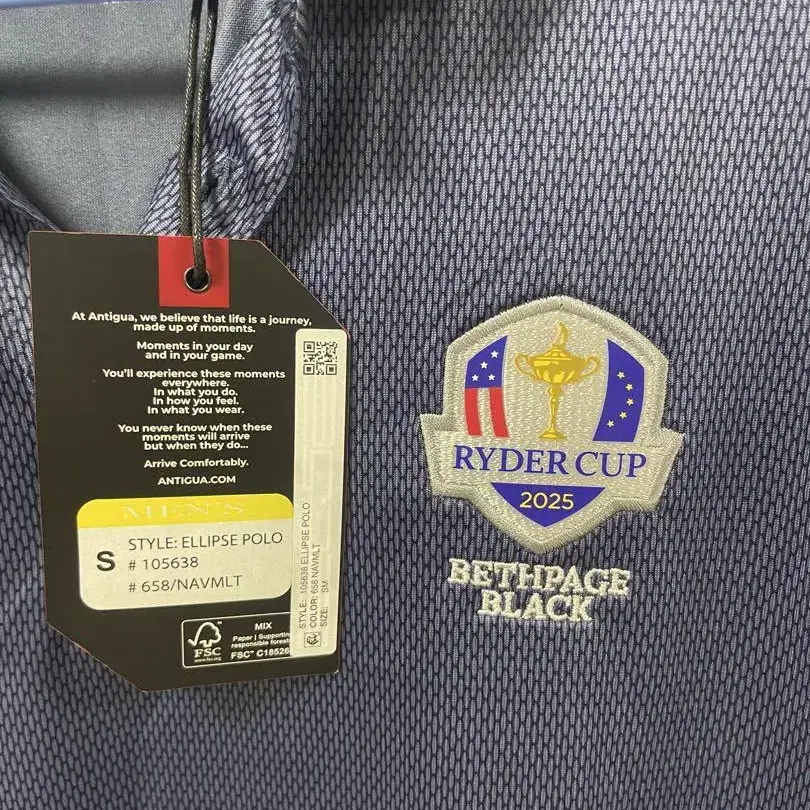 At Antigua, we believe that life is a journey,
made up of moments.
Moments in your day
and in your game.
You'll experience these moments
everywhere.
In what you do.
In how you feel.
In what you wear.
You never know when these
moments will arrive
but when they do...
Arrive Comfortably.
ANTIGUA.COM
MEN'S
S
STYLE: ELLIPSE POLO
# 105638
# 658/NAVMLT
FSC
www.fsc.org
MIX
Paper | Supporting
responsible
FSC™
STYLE: 105638 ELLIPSE POLO
COLOR: 658 NAVMLT
SIZE: SM
RYDER CUP
2025
BETHPAGE
BLACK